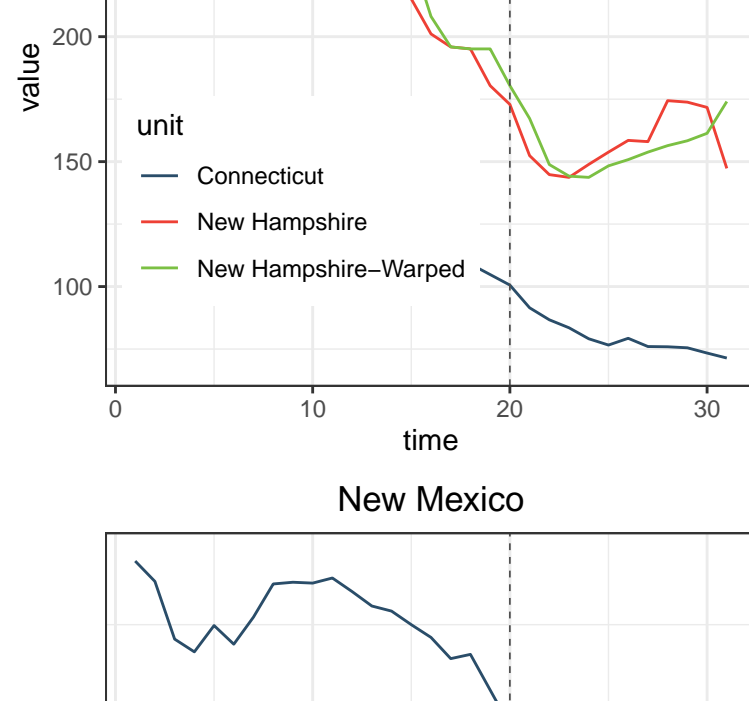 200
value
unit
150
Connecticut
New Hampshire
New Hampshire−Warped
100
0 10 20 30
time
New Mexico